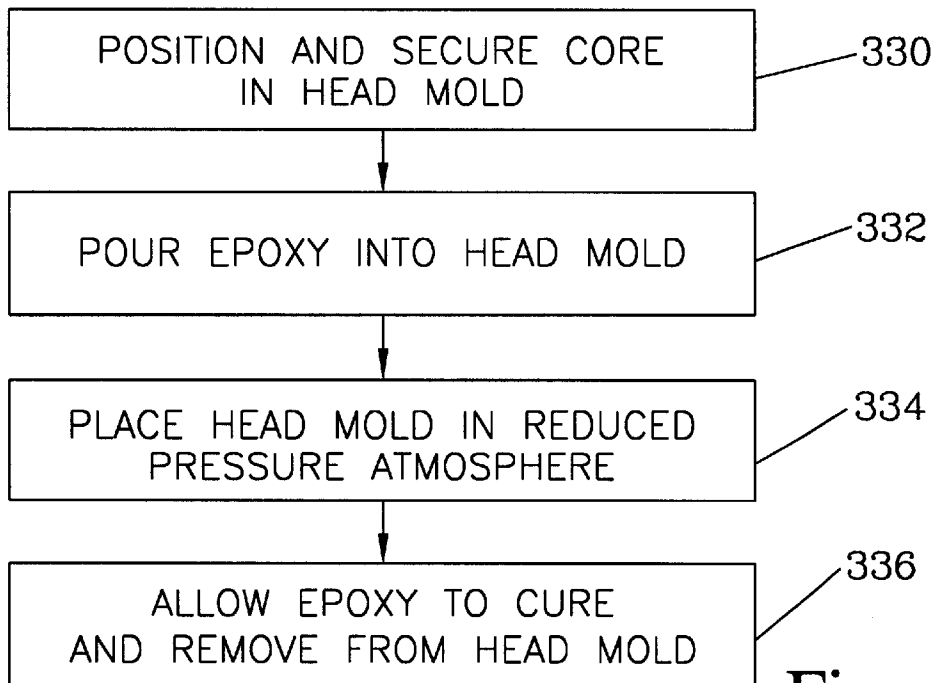 POSITION AND SECURE CORE
IN HEAD MOLD
330
POUR EPOXY INTO HEAD MOLD
332
PLACE HEAD MOLD IN REDUCED
PRESSURE ATMOSPHERE
334
ALLOW EPOXY TO CURE
AND REMOVE FROM HEAD MOLD
336